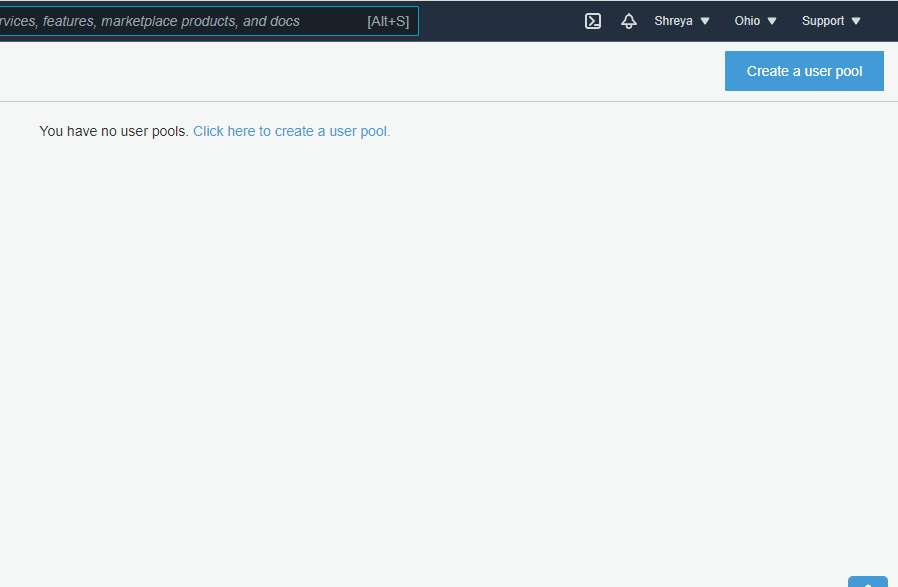 services, features, marketplace products, and docs [Alt+S] Shreya Ohio Support
Create a user pool
You have no user pools. Click here to create a user pool.